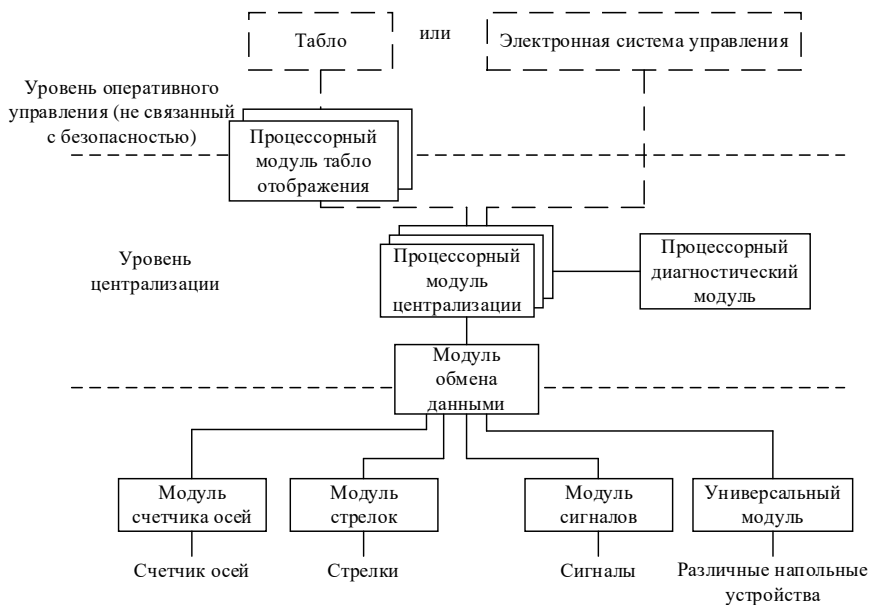 Табло
или
Электронная система управления
Уровень оперативного
управления (не связанный
с безопасностью)
Процессорный
модуль табло
отображения
Уровень
централизации
Процессорный
модуль
централизации
Процессорный
диагностический
модуль
Модуль
обмена
данными
Модуль
счетчика осей
Модуль
стрелок
Модуль
сигналов
Универсальный
модуль
Счетчик осей
Стрелки
Сигналы
Различные напольные
устройства